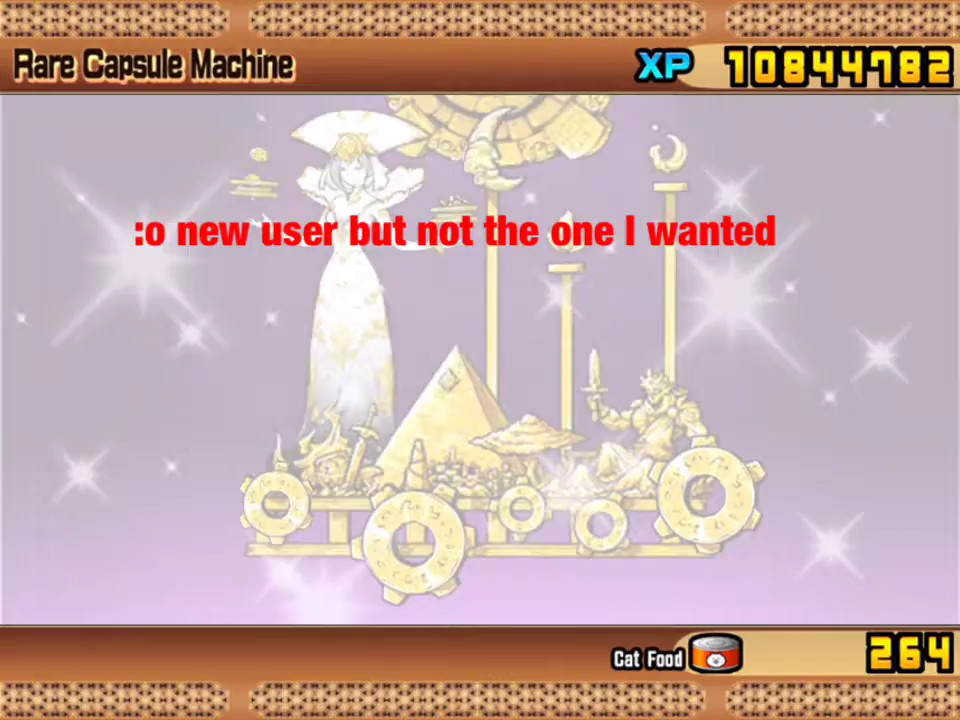 Rare Capsule Machine
XP 10844782
:o new user but not the one I wanted
Cat Food 264